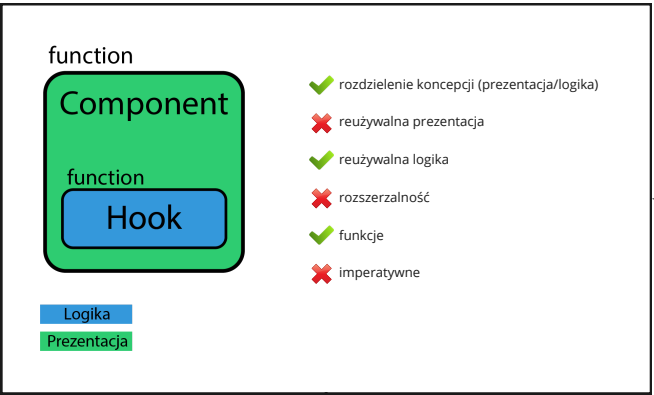 function
Component
function
Hook
Logika
Prezentacja
rozdzielenie koncepcji (prezentacja/logika)
reużywalna prezentacja
reużywalna logika
rozszerzalność
funkcje
imperatywne